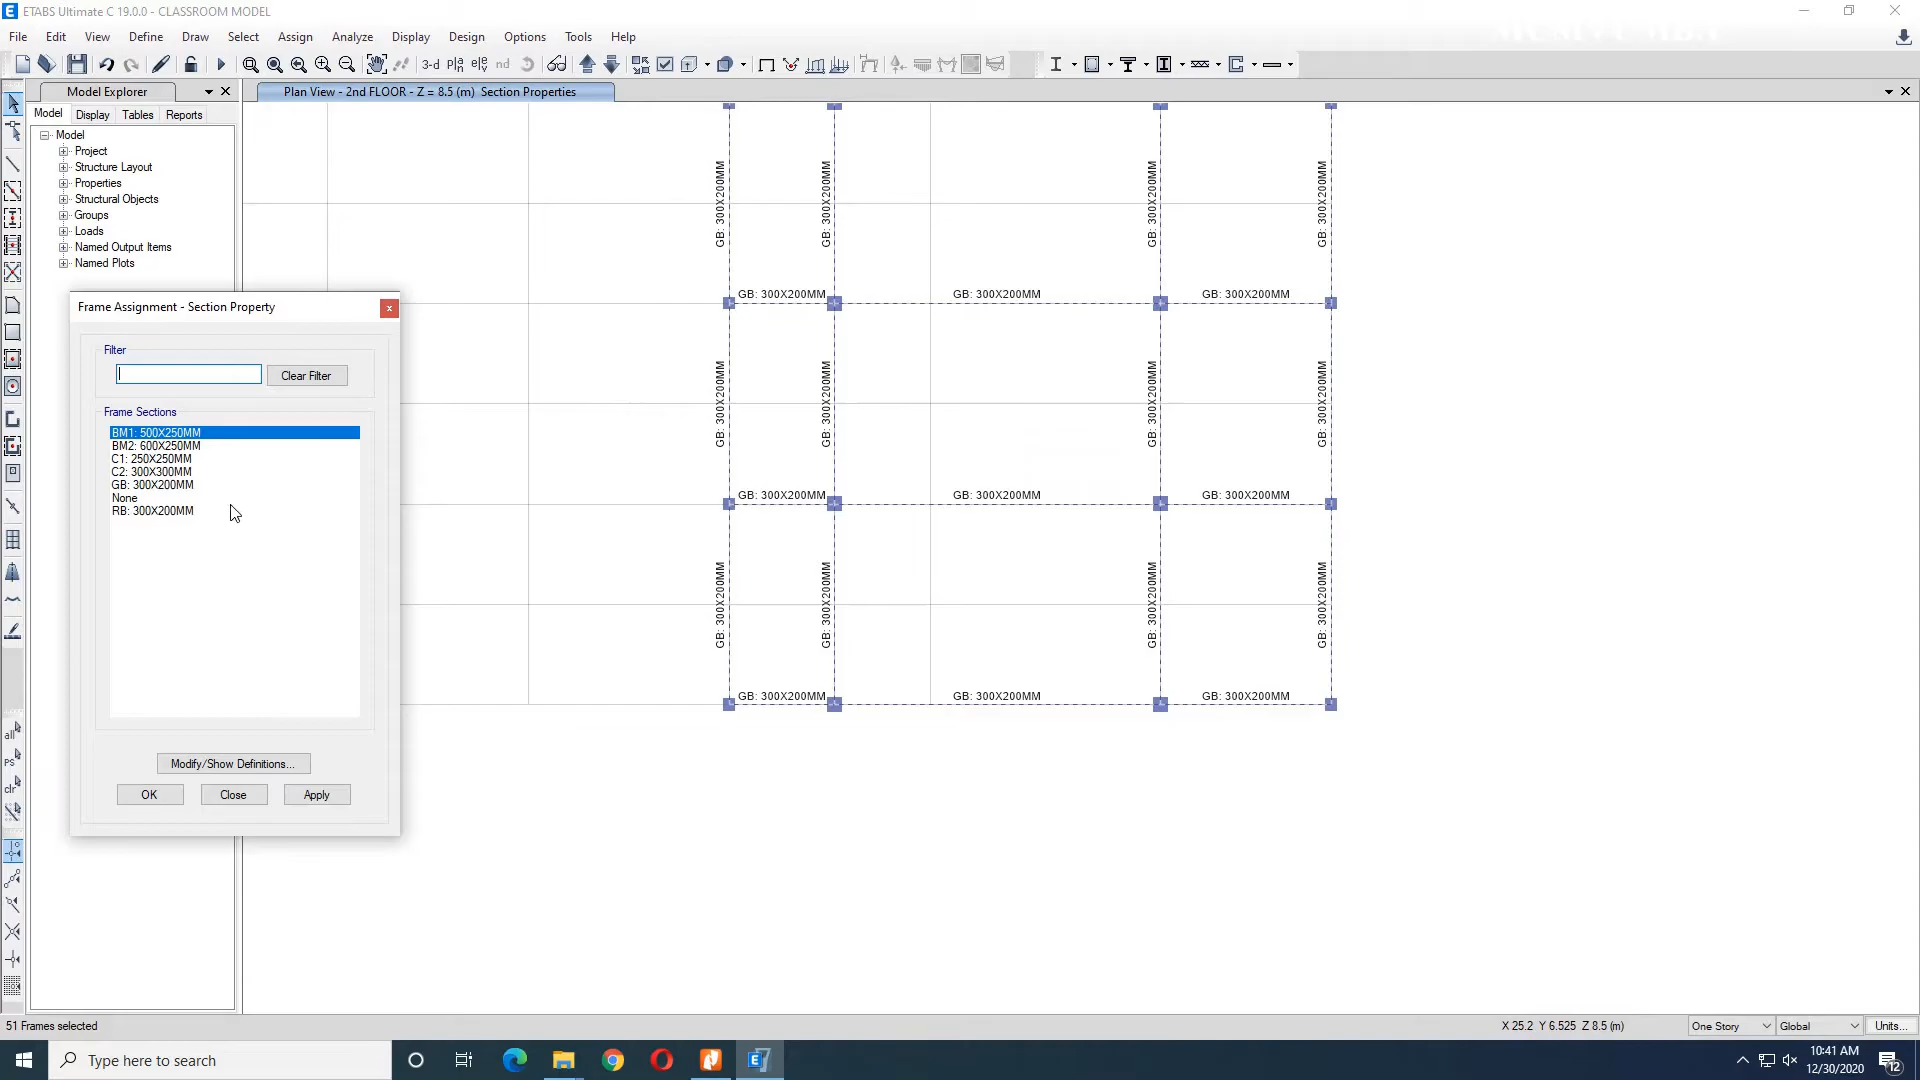 ETABS Ultimate C 19.0.0 - CLASSROOM MODEL
File Edit View Define Draw Select Assign Analyze Display Design Options Tools Help
3-d
nd
Model Explorer
Plan View - 2nd FLOOR - Z = 8.5 (m) Section Properties
Model Display Tables Reports
Model
Project
Structure Layout
Properties
Structural Objects
Groups
Loads
Named Output Items
Named Plots
GB: 300X200MM GB: 300X200MM GB: 300X200MM GB: 300X200MM
GB: 300X200MM GB: 300X200MM GB: 300X200MM
GB: 300X200MM GB: 300X200MM GB: 300X200MM GB: 300X200MM
GB: 300X200MM GB: 300X200MM GB: 300X200MM
GB: 300X200MM GB: 300X200MM GB: 300X200MM GB: 300X200MM
GB: 300X200MM GB: 300X200MM GB: 300X200MM
Frame Assignment - Section Property
Filter
Clear Filter
Frame Sections
BM1: 500X250MM
BM2: 600X250MM
C1: 250X250MM
C2: 300X300MM
GB: 300X200MM
None
RB: 300X200MM
Modify/Show Definitions...
OK Close Apply
all
PS
clr
51 Frames selected
X 25.2 Y 6.525 Z 8.5 (m)
One Story
Global
Units...
Type here to search
10:41 AM
12/30/2020
12